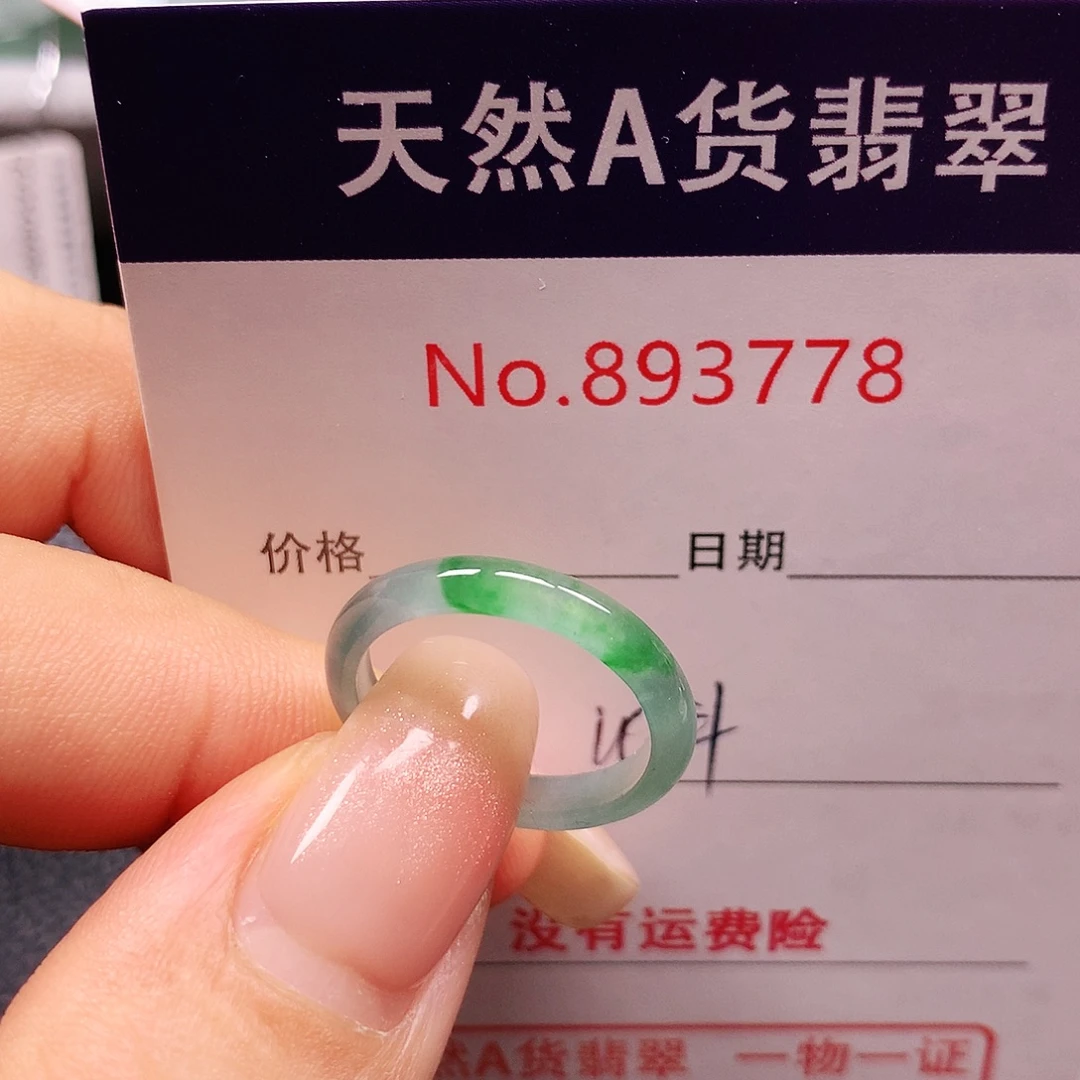 天然A货翡翠
No.893778
价格 日期
没有运费险
然A货翡翠 一物一证